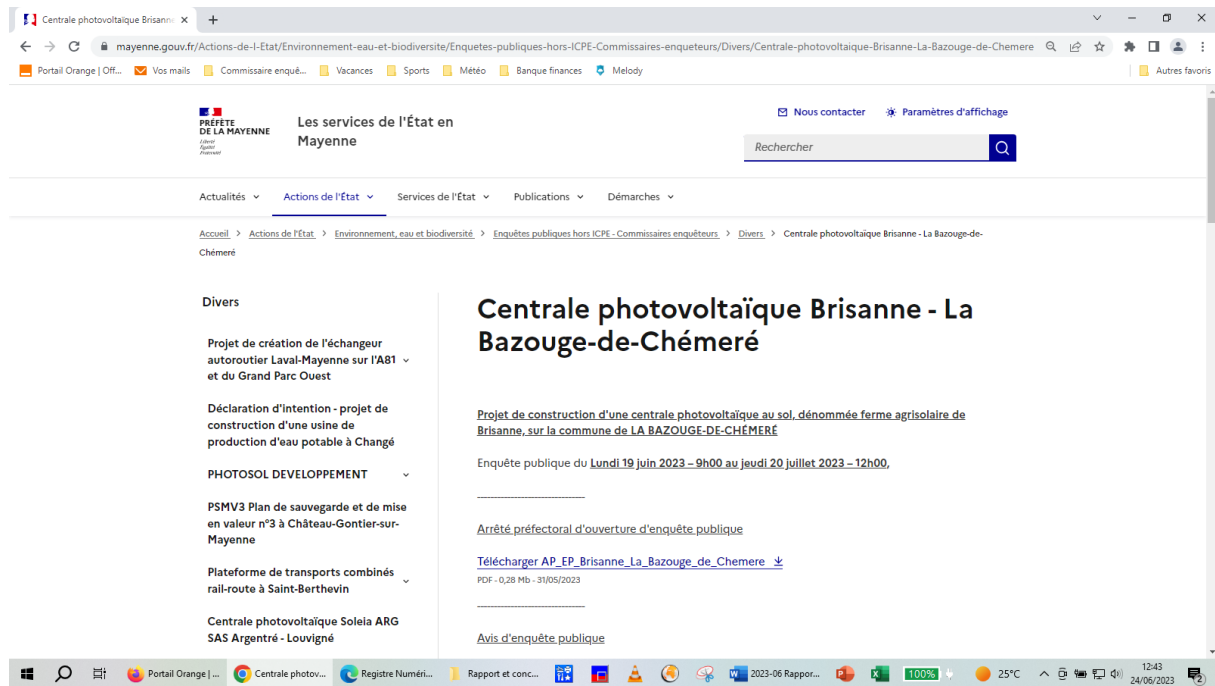 Centrale photovoltaïque Brisann
mayenne.gouv.fr/Actions-de-l-Etat/Environnement-eau-et-biodiversite/Enquetes-publiques-hors-ICPE-Commissaires-enqueteurs/Divers/Centrale-photovoltaique-Brisanne-La-Bazouge-de-Chemere
Portail Orange | Off... Vos mails Commissaire enquê... Vacances Sports Météo Banque finances Melody Autres favoris
PRÉFÈTE
DE LA MAYENNE
Liberté
Égalité
Fraternité
Les services de l'État en
Mayenne
Nous contacter Paramètres d'affichage
Rechercher
Actualités Actions de l'État Services de l'État Publications Démarches
Accueil > Actions de l'État > Environnement, eau et biodiversité > Enquêtes publiques hors ICPE - Commissaires enquêteurs > Divers > Centrale photovoltaïque Brisanne - La Bazouge-de-
Chémeré
Divers
Projet de création de l'échangeur
autoroutier Laval-Mayenne sur l'A81
et du Grand Parc Ouest
Déclaration d'intention - projet de
construction d'une usine de
production d'eau potable à Changé
PHOTOSOL DEVELOPPEMENT
PSMV3 Plan de sauvegarde et de mise
en valeur n°3 à Château-Gontier-sur-
Mayenne
Plateforme de transports combinés
rail-route à Saint-Berthevin
Centrale photovoltaïque Soleia ARG
SAS Argentré - Louvigné
Centrale photovoltaïque Brisanne - La
Bazouge-de-Chémeré
Projet de construction d'une centrale photovoltaïque au sol, dénommée ferme agrisolaire de
Brisanne, sur la commune de LA BAZOUGE-DE-CHÉMERÉ
Enquête publique du Lundi 19 juin 2023 – 9h00 au jeudi 20 juillet 2023 – 12h00,
--------------------------------
Arrêté préfectoral d'ouverture d'enquête publique
Télécharger AP_EP_Brisanne_La_Bazouge_de_Chemere
PDF - 0,28 Mb - 31/05/2023
--------------------------------
Avis d'enquête publique
Portail Orange | ... Centrale photov... Registre Numéri... Rapport et conc... 2023-06 Rappor... 100% 25°C 12:43
24/06/2023 2